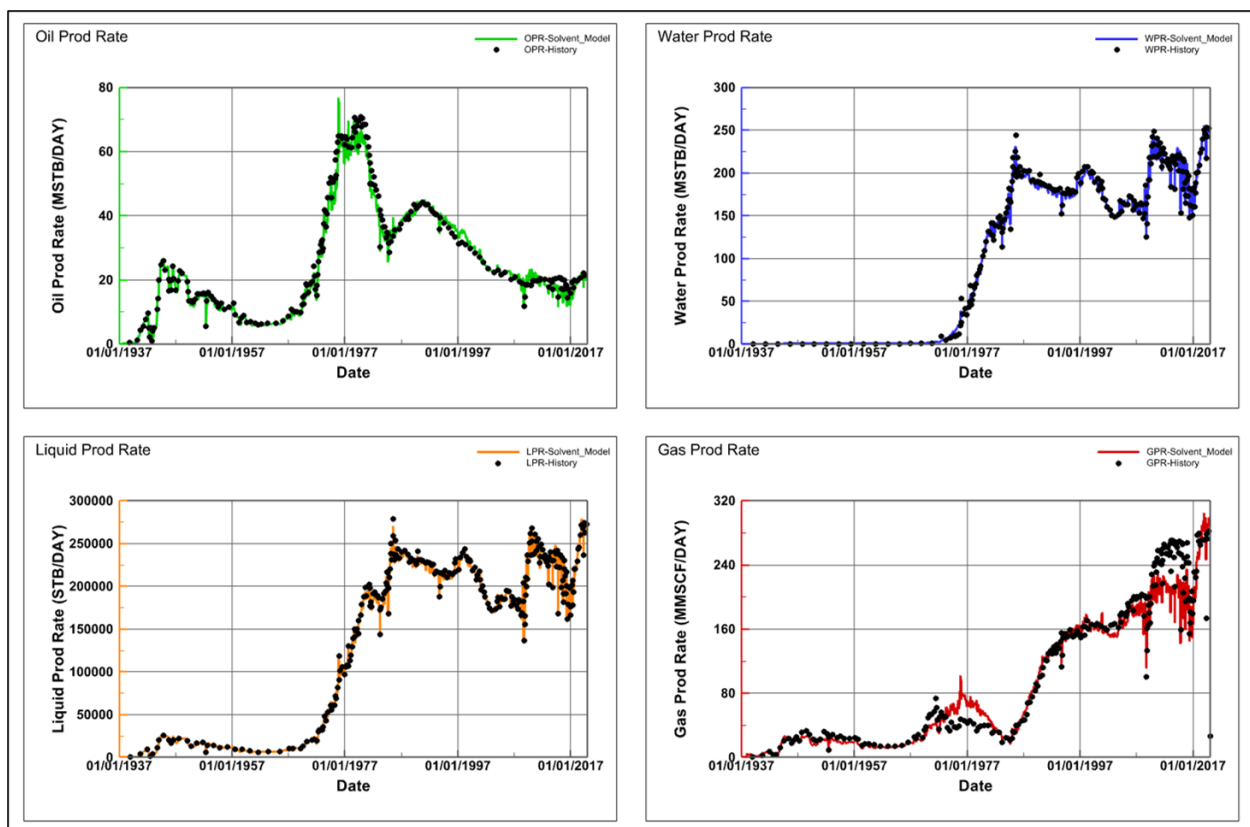 Oil Prod Rate
OPR-Solvent_Model
OPR-History
80
60
40
20
0
Oil Prod Rate (MSTB/DAY)
01/01/1937 01/01/1957 01/01/1977 01/01/1997 01/01/2017
Date
Water Prod Rate
WPR-Solvent_Model
WPR-History
300
250
200
150
100
50
0
Water Prod Rate (MSTB/DAY)
01/01/1937 01/01/1957 01/01/1977 01/01/1997 01/01/2017
Date
Liquid Prod Rate
LPR-Solvent_Model
LPR-History
300000
250000
200000
150000
100000
50000
0
Liquid Prod Rate (STB/DAY)
01/01/1937 01/01/1957 01/01/1977 01/01/1997 01/01/2017
Date
Gas Prod Rate
GPR-Solvent_Model
GPR-History
320
240
160
80
0
Gas Prod Rate (MMSCF/DAY)
01/01/1937 01/01/1957 01/01/1977 01/01/1997 01/01/2017
Date